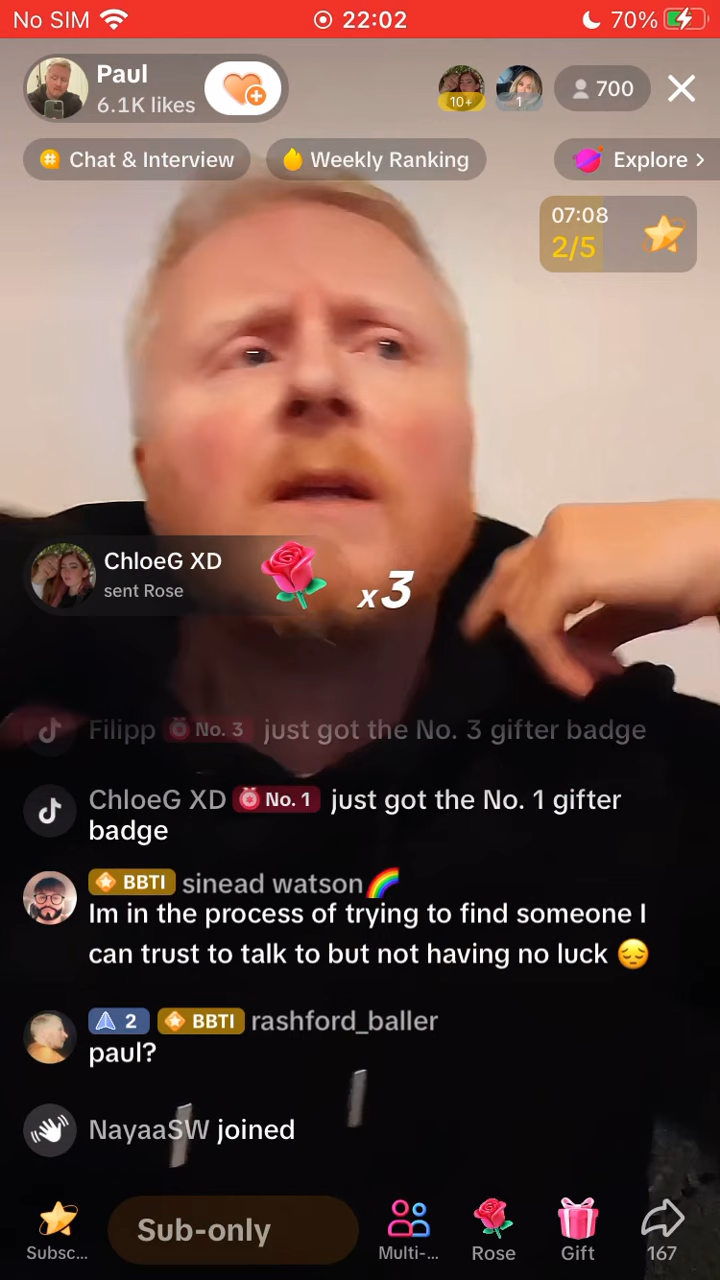 No SIM 22:02 70%
Paul
6.1K likes
10+ 1 700
Chat & Interview Weekly Ranking Explore >
07:08
2/5
ChloeG XD
sent Rose
x3
Filipp No. 3 just got the No. 3 gifter badge
ChloeG XD No. 1 just got the No. 1 gifter
badge
BBTI sinead watson🌈
Im in the process of trying to find someone I
can trust to talk to but not having no luck 😔
2 BBTI rashford_baller
paul?
NayaaSW joined
Sub-only
Subsc... Multi-... Rose Gift 167